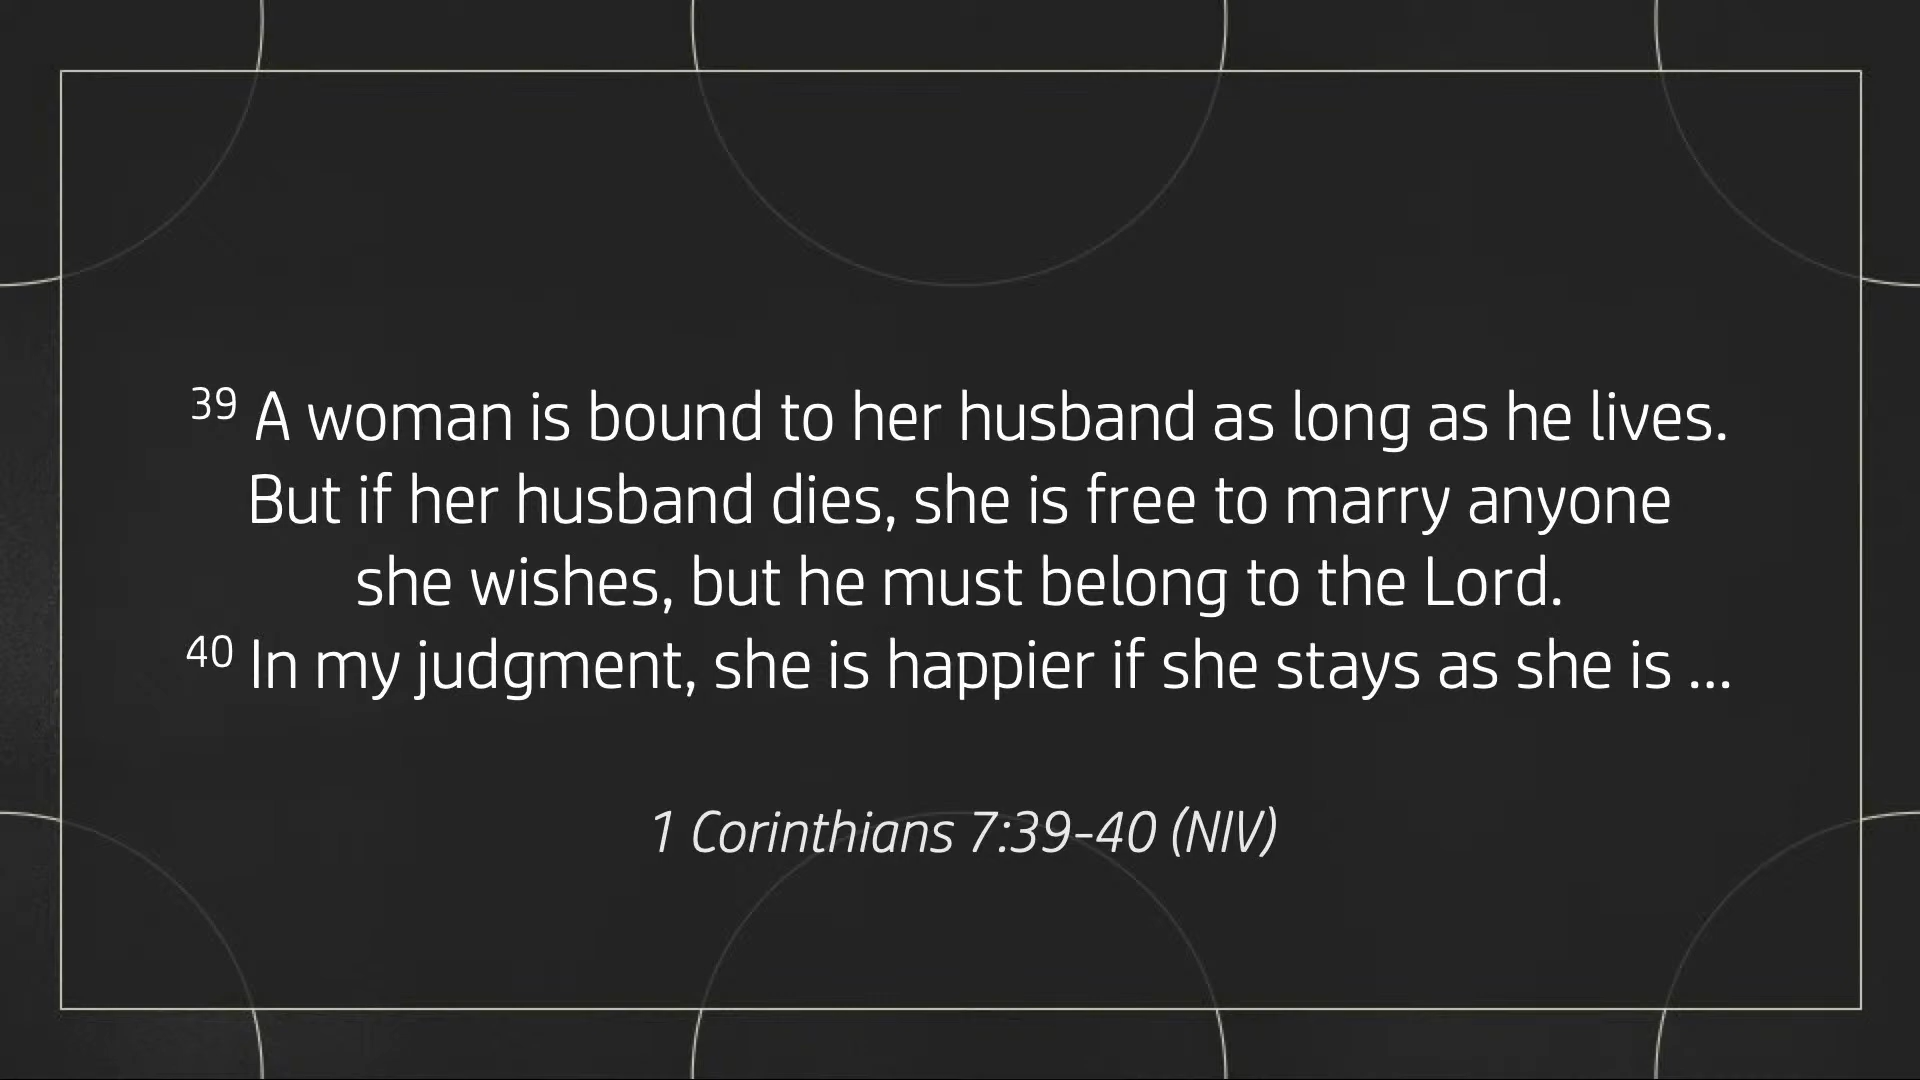 39 A woman is bound to her husband as long as he lives.
But if her husband dies, she is free to marry anyone
she wishes, but he must belong to the Lord.
40 In my judgment, she is happier if she stays as she is ...
1 Corinthians 7:39-40 (NIV)